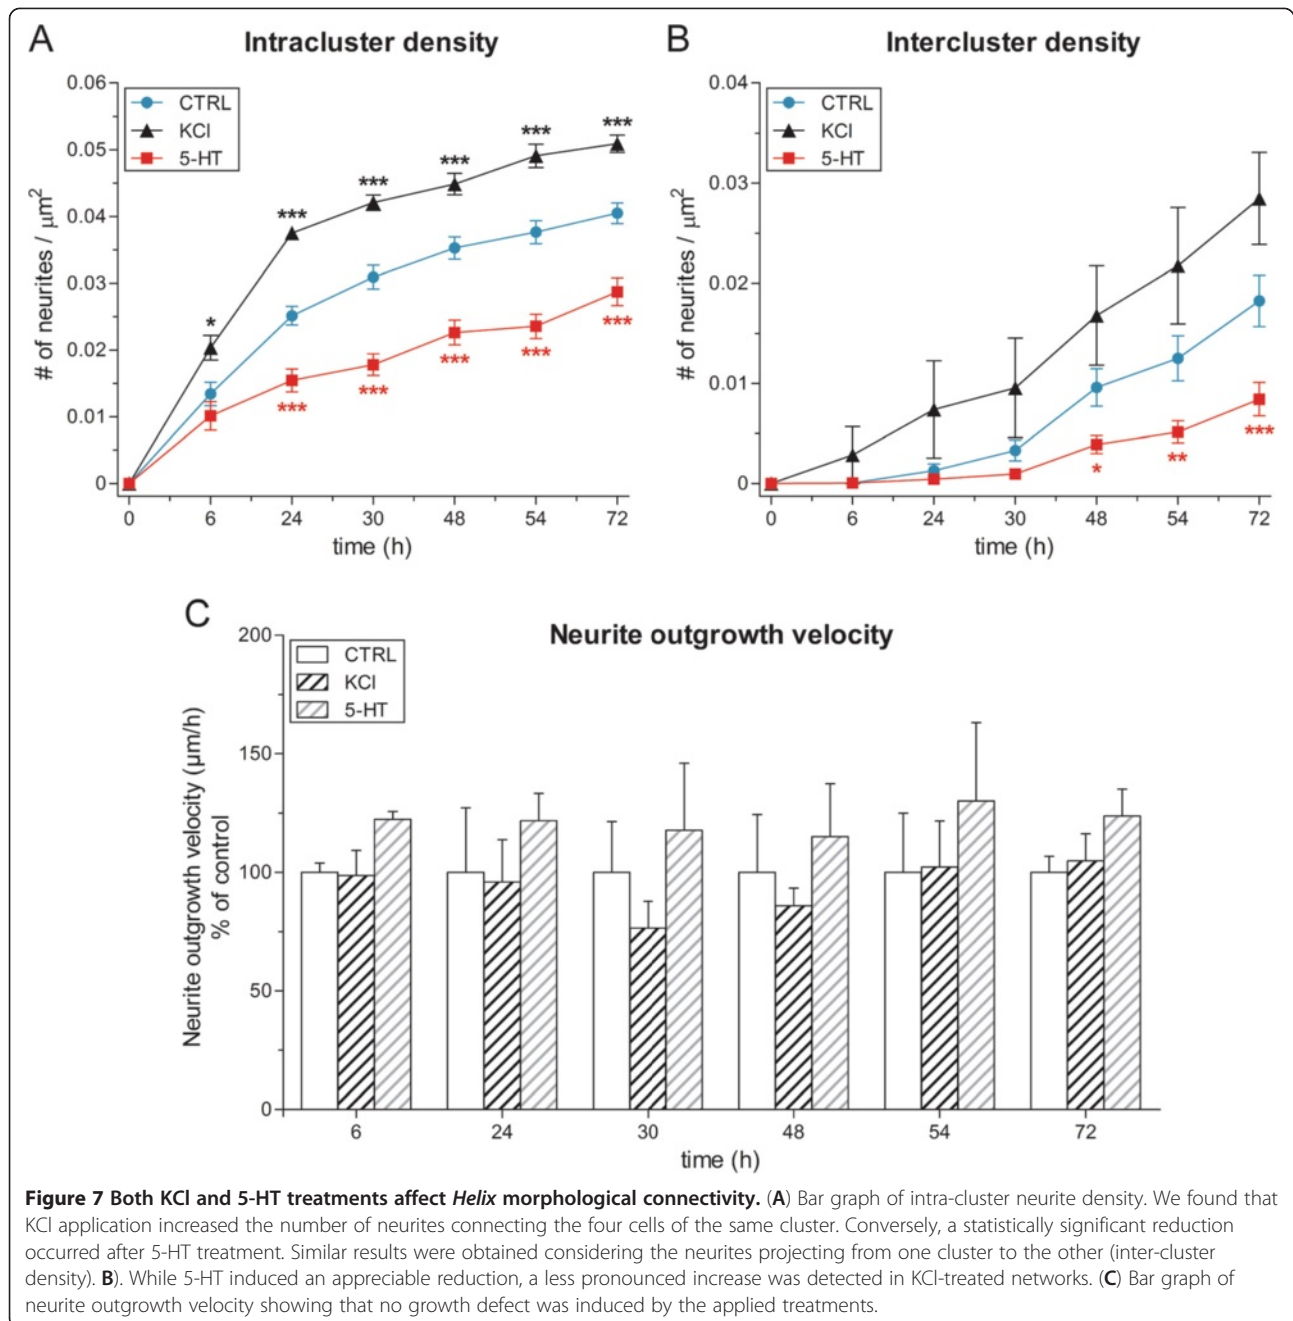 A
Intracluster density
0.06
0.05
0.04
0.03
0.02
0.01
0
# of neurites / µm²
CTRL
KCl
5-HT
*
***
***
***
***
***
***
***
***
***
***
0 6 24 30 48 54 72
time (h)
B
Intercluster density
0.04
0.03
0.02
0.01
0
# of neurites / µm²
CTRL
KCl
5-HT
*
**
***
0 6 24 30 48 54 72
time (h)
C
Neurite outgrowth velocity
200
150
100
50
0
Neurite outgrowth velocity (µm/h)
% of control
CTRL
KCl
5-HT
6 24 30 48 54 72
time (h)
Figure 7 Both KCl and 5-HT treatments affect Helix morphological connectivity. (A) Bar graph of intra-cluster neurite density. We found that
KCl application increased the number of neurites connecting the four cells of the same cluster. Conversely, a statistically significant reduction
occurred after 5-HT treatment. Similar results were obtained considering the neurites projecting from one cluster to the other (inter-cluster
density). B). While 5-HT induced an appreciable reduction, a less pronounced increase was detected in KCl-treated networks. (C) Bar graph of
neurite outgrowth velocity showing that no growth defect was induced by the applied treatments.